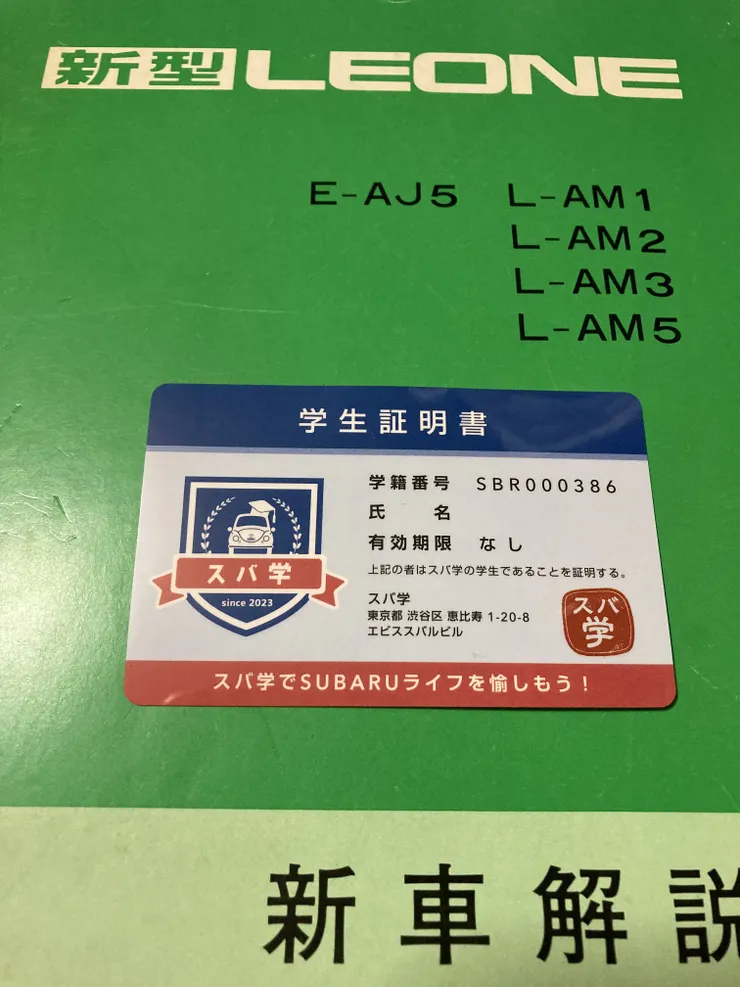 新型 LEONE
E-AJ5 L-AM1
L-AM2
L-AM3
L-AM5
学生証明書
学籍番号 SBR000386
氏 名
有効期限 なし
上記の者はスバ学の学生であることを証明する。
スバ学
東京都 渋谷区 恵比寿 1-20-8
エビススバルビル
スバ学
since 2023
スバ
学
スバ学でSUBARUライフを愉しもう!
新車解説